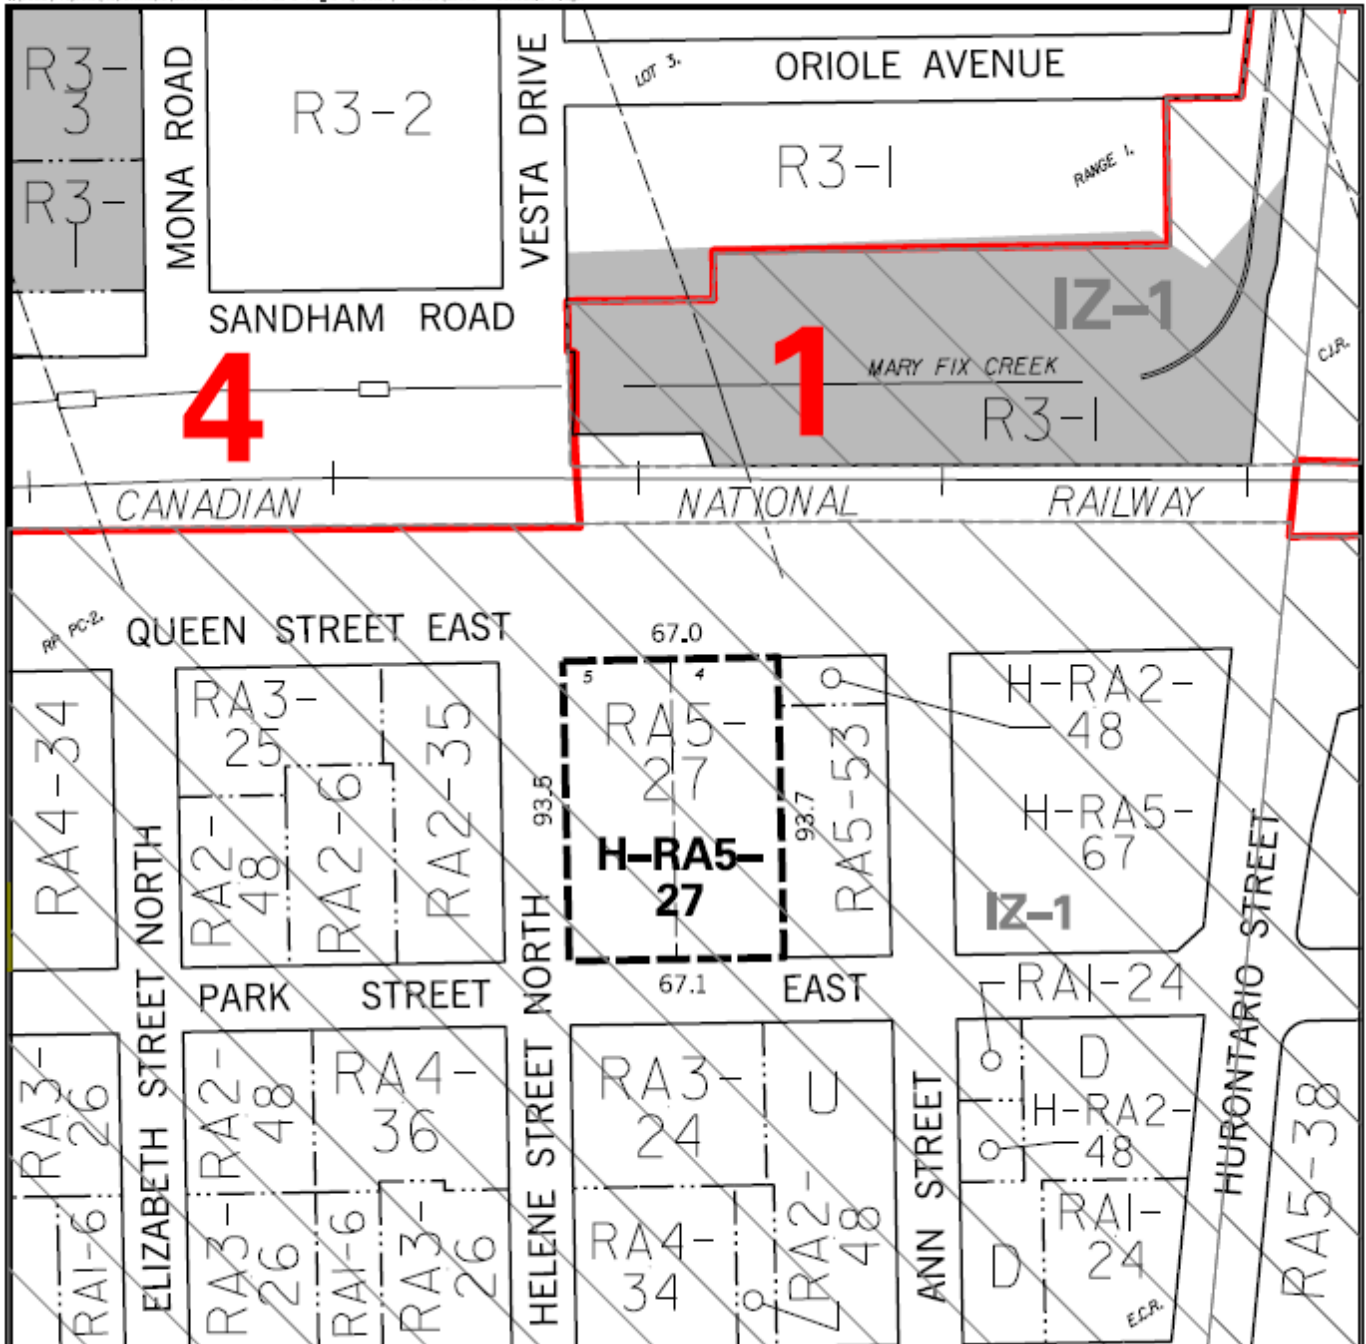 ORIOLE AVENUE
LOT 3.
R3-
3
MONA ROAD
R3-2
VESTA DRIVE
R3-1
RANGE 1.
R3-
1
SANDHAM ROAD
IZ-1
4
1
MARY FIX CREEK
R3-1
C.I.R.
CANADIAN NATIONAL RAILWAY
RP PC-2.
QUEEN STREET EAST
67.0
5
4
RA4-34
RA3-
25
RA2-35
RA5-
27
RA5-53
H-RA2-
48
RA2-
48
RA2-6
93.5
93.7
H-RA5-
67
H-RA5-
27
IZ-1
ELIZABETH STREET NORTH
HELENE STREET NORTH
HURONTARIO STREET
PARK STREET EAST
67.1
RA1-24
RA3-
26
RA2-
48
RA4-
36
RA3-
24
U
ANN STREET
D
H-RA2-
48
RA5-38
RA1-6
RA3-
26
RA1-6
RA3-
26
RA4-
34
RA2-
48
D
RA1-
24
E.C.R.